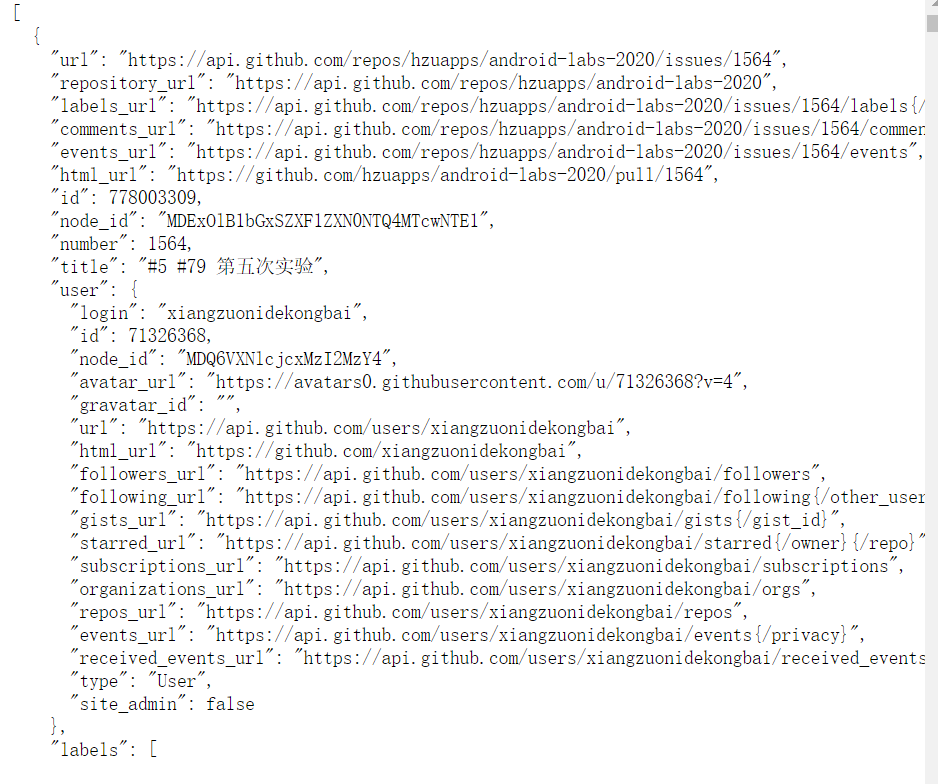 [
{
"url": "https://api.github.com/repos/hzuapps/android-labs-2020/issues/1564",
"repository_url": "https://api.github.com/repos/hzuapps/android-labs-2020",
"labels_url": "https://api.github.com/repos/hzuapps/android-labs-2020/issues/1564/labels{/
"comments_url": "https://api.github.com/repos/hzuapps/android-labs-2020/issues/1564/commen
"events_url": "https://api.github.com/repos/hzuapps/android-labs-2020/issues/1564/events",
"html_url": "https://github.com/hzuapps/android-labs-2020/pull/1564",
"id": 778003309,
"node_id": "MDExOlB1bGxSZXF1ZXN0NTQ4MTcwNTE1",
"number": 1564,
"title": "#5 #79 第五次实验",
"user": {
"login": "xiangzuonidekongbai",
"id": 71326368,
"node_id": "MDQ6VXNlcjcxMzI2MzY4",
"avatar_url": "https://avatars0.githubusercontent.com/u/71326368?v=4",
"gravatar_id": "",
"url": "https://api.github.com/users/xiangzuonidekongbai",
"html_url": "https://github.com/xiangzuonidekongbai",
"followers_url": "https://api.github.com/users/xiangzuonidekongbai/followers",
"following_url": "https://api.github.com/users/xiangzuonidekongbai/following{/other_user
"gists_url": "https://api.github.com/users/xiangzuonidekongbai/gists{/gist_id}",
"starred_url": "https://api.github.com/users/xiangzuonidekongbai/starred{/owner}{/repo}"
"subscriptions_url": "https://api.github.com/users/xiangzuonidekongbai/subscriptions",
"organizations_url": "https://api.github.com/users/xiangzuonidekongbai/orgs",
"repos_url": "https://api.github.com/users/xiangzuonidekongbai/repos",
"events_url": "https://api.github.com/users/xiangzuonidekongbai/events{/privacy}",
"received_events_url": "https://api.github.com/users/xiangzuonidekongbai/received_events
"type": "User",
"site_admin": false
},
"labels": [